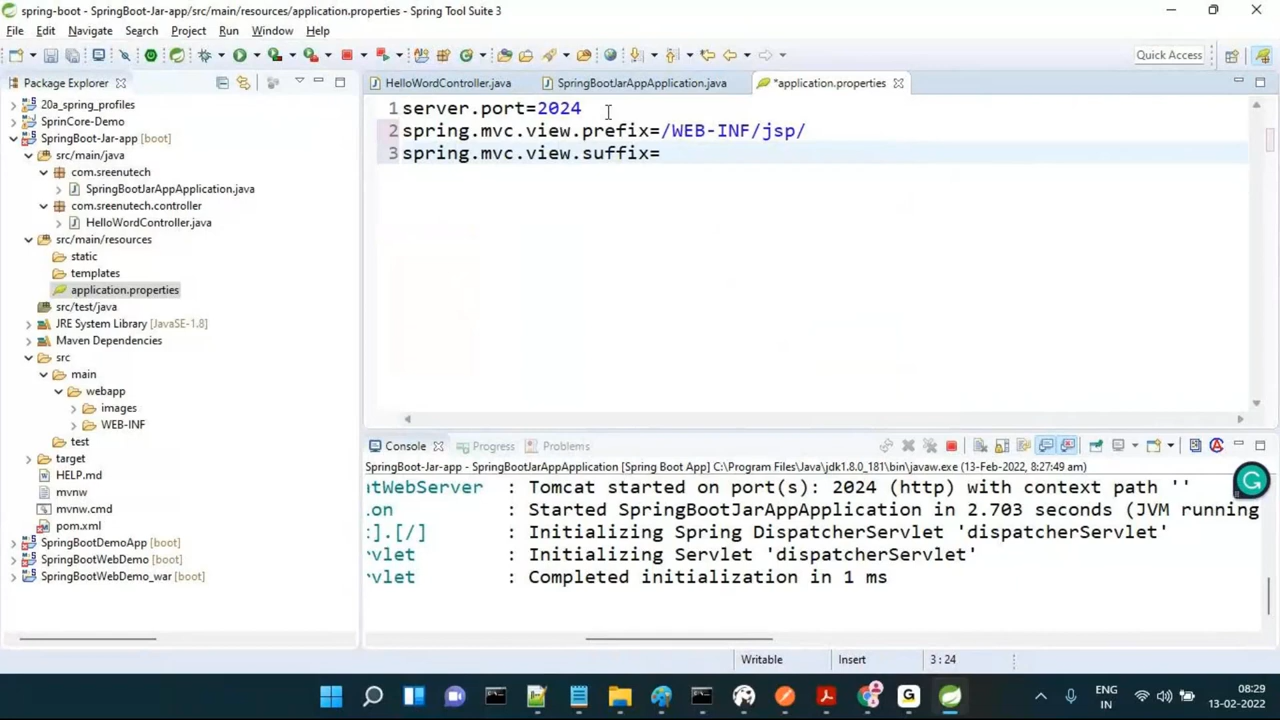 spring-boot - SpringBoot-Jar-app/src/main/resources/application.properties - Spring Tool Suite 3
File Edit Navigate Search Project Run Window Help
Quick Access
Package Explorer
HelloWordController.java
SpringBootJarAppApplication.java
*application.properties
20a_spring_profiles
SprinCore-Demo
SpringBoot-Jar-app [boot]
src/main/java
com.sreenutech
SpringBootJarAppApplication.java
com.sreenutech.controller
HelloWordController.java
src/main/resources
static
templates
application.properties
src/test/java
JRE System Library [JavaSE-1.8]
Maven Dependencies
src
main
webapp
images
WEB-INF
test
target
HELP.md
mvnw
mvnw.cmd
pom.xml
SpringBootDemoApp [boot]
SpringBootWebDemo [boot]
SpringBootWebDemo_war [boot]
1 server.port=2024
2 spring.mvc.view.prefix=/WEB-INF/jsp/
3 spring.mvc.view.suffix=
Console Progress Problems
SpringBoot-Jar-app - SpringBootJarAppApplication [Spring Boot App] C:\Program Files\Java\jdk1.8.0_181\bin\javaw.exe (13-Feb-2022, 8:27:49 am)
atWebServer : Tomcat started on port(s): 2024 (http) with context path ''
.on : Started SpringBootJarAppApplication in 2.703 seconds (JVM running
:].[/] : Initializing Spring DispatcherServlet 'dispatcherServlet'
rvlet : Initializing Servlet 'dispatcherServlet'
rvlet : Completed initialization in 1 ms
Writable Insert 3 : 24
ENG
IN
08:29
13-02-2022